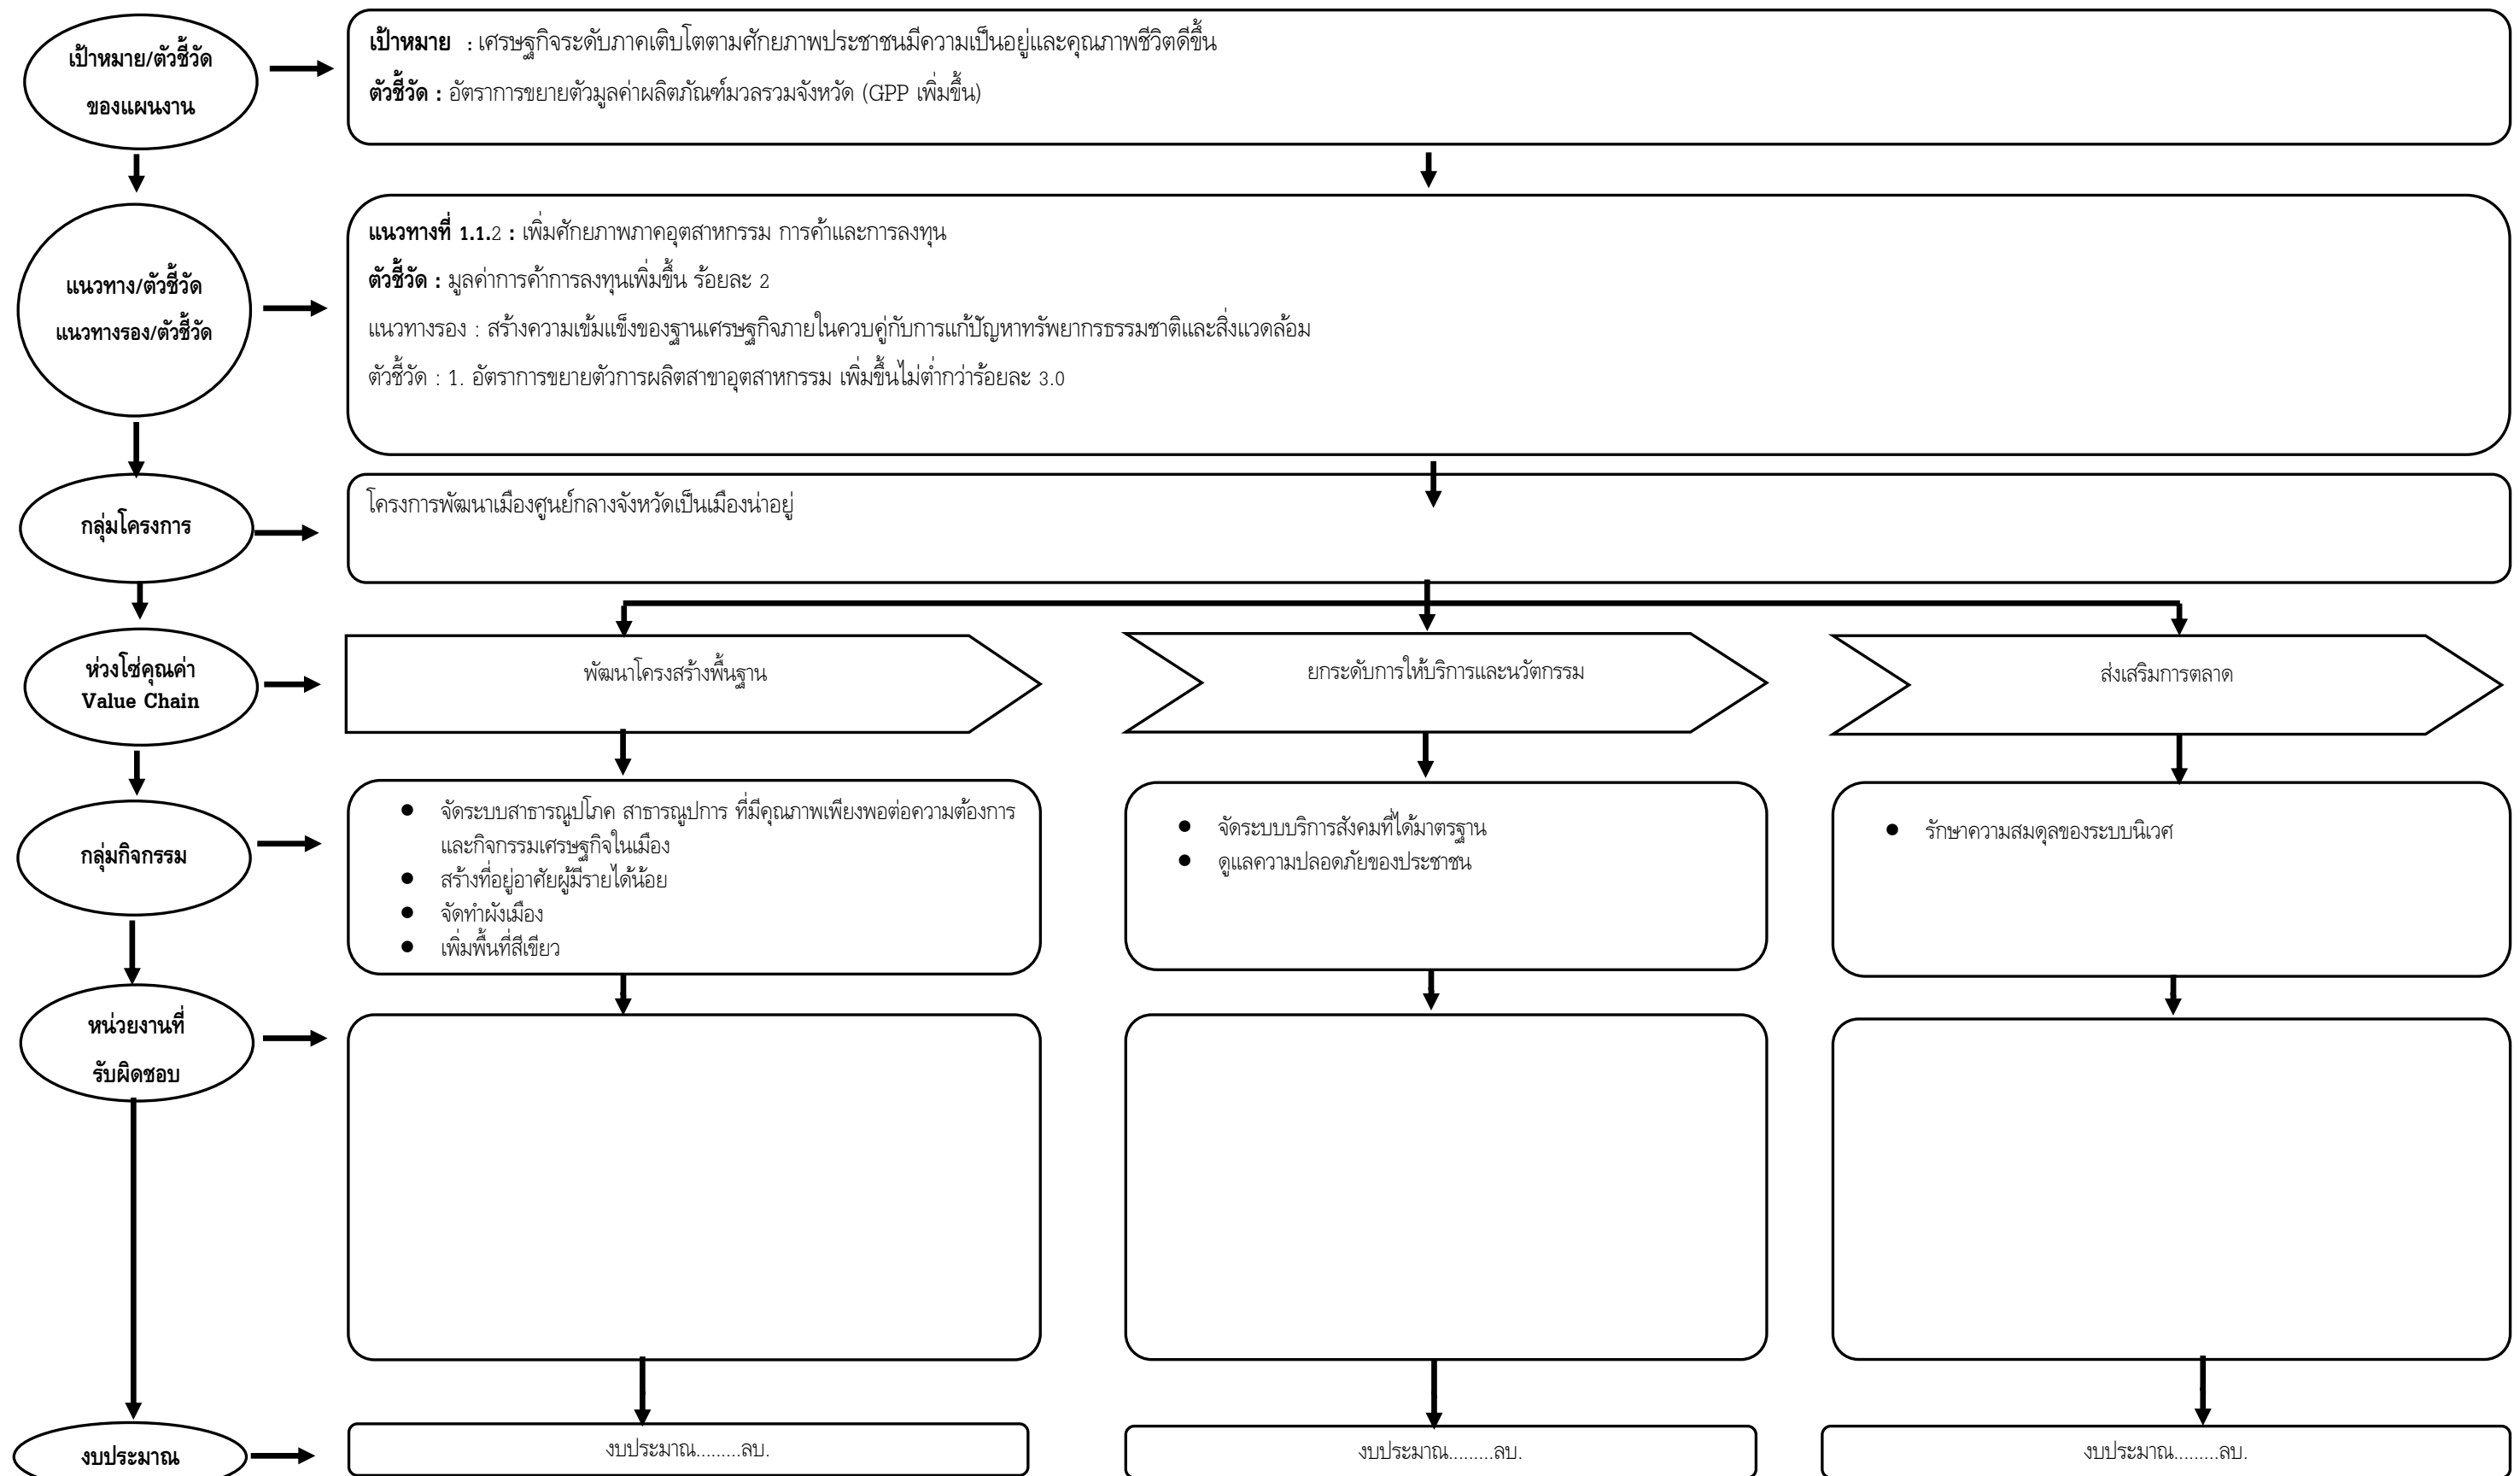 เป้าหมาย/ตัวชี้วัด
ของแผนงาน
เป้าหมาย : เศรษฐกิจระดับภาคเติบโตตามศักยภาพประชาชนมีความเป็นอยู่และคุณภาพชีวิตดีขึ้น
ตัวชี้วัด : อัตราการขยายตัวมูลค่าผลิตภัณฑ์มวลรวมจังหวัด (GPP เพิ่มขึ้น)
แนวทาง/ตัวชี้วัด
แนวทางรอง/ตัวชี้วัด
แนวทางที่ 1.1.2 : เพิ่มศักยภาพภาคอุตสาหกรรม การค้าและการลงทุน
ตัวชี้วัด : มูลค่าการค้าการลงทุนเพิ่มขึ้น ร้อยละ 2
แนวทางรอง : สร้างความเข้มแข็งของฐานเศรษฐกิจภายในควบคู่กับการแก้ปัญหาทรัพยากรธรรมชาติและสิ่งแวดล้อม
ตัวชี้วัด : 1. อัตราการขยายตัวการผลิตสาขาอุตสาหกรรม เพิ่มขึ้นไม่ต่ำกว่าร้อยละ 3.0
กลุ่มโครงการ
โครงการพัฒนาเมืองศูนย์กลางจังหวัดเป็นเมืองน่าอยู่
ห่วงโซ่คุณค่า
Value Chain
พัฒนาโครงสร้างพื้นฐาน
ยกระดับการให้บริการและนวัตกรรม
ส่งเสริมการตลาด
กลุ่มกิจกรรม
● จัดระบบสาธารณูปโภค สาธารณูปการ ที่มีคุณภาพเพียงพอต่อความต้องการ
และกิจกรรมเศรษฐกิจในเมือง
● สร้างที่อยู่อาศัยผู้มีรายได้น้อย
● จัดทำผังเมือง
● เพิ่มพื้นที่สีเขียว
● จัดระบบบริการสังคมที่ได้มาตรฐาน
● ดูแลความปลอดภัยของประชาชน
● รักษาความสมดุลของระบบนิเวศ
หน่วยงานที่
รับผิดชอบ
งบประมาณ
งบประมาณ.........ลบ.
งบประมาณ.........ลบ.
งบประมาณ.........ลบ.